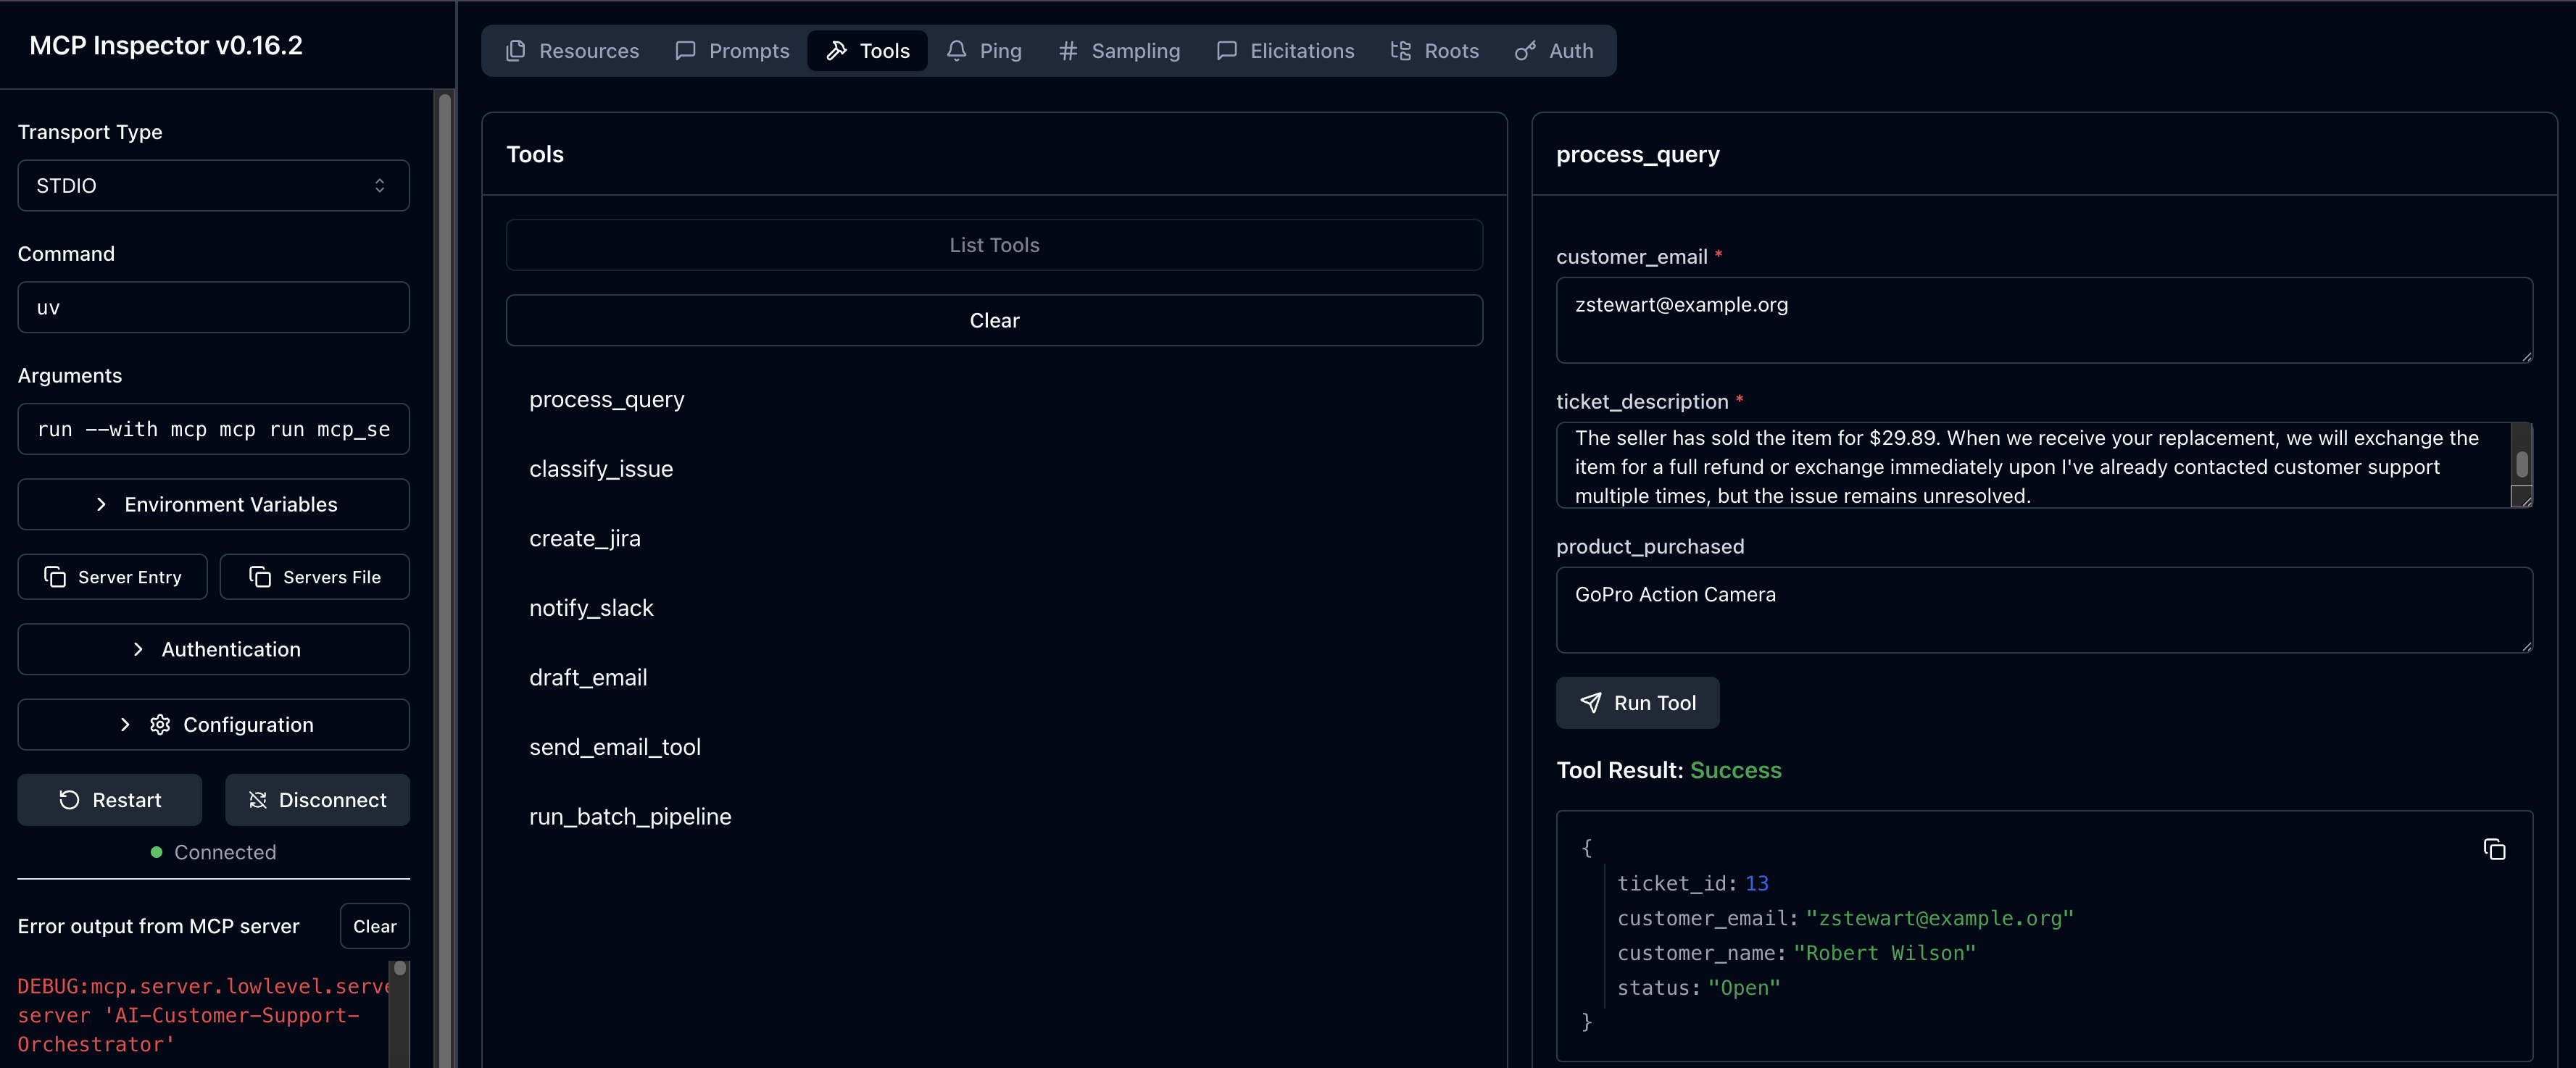 MCP Inspector v0.16.2
Transport Type
STDIO
Command
uv
Arguments
run --with mcp mcp run mcp_se
Environment Variables
Server Entry
Servers File
Authentication
Configuration
Restart
Disconnect
Connected
Error output from MCP server
Clear
DEBUG:mcp.server.lowlevel.serve
server 'AI-Customer-Support-
Orchestrator'
Resources
Prompts
Tools
Ping
Sampling
Elicitations
Roots
Auth
Tools
List Tools
Clear
process_query
classify_issue
create_jira
notify_slack
draft_email
send_email_tool
run_batch_pipeline
process_query
customer_email *
zstewart@example.org
ticket_description *
The seller has sold the item for $29.89. When we receive your replacement, we will exchange the
item for a full refund or exchange immediately upon I've already contacted customer support
multiple times, but the issue remains unresolved.
product_purchased
GoPro Action Camera
Run Tool
Tool Result: Success
{
ticket_id: 13
customer_email: "zstewart@example.org"
customer_name: "Robert Wilson"
status: "Open"
}